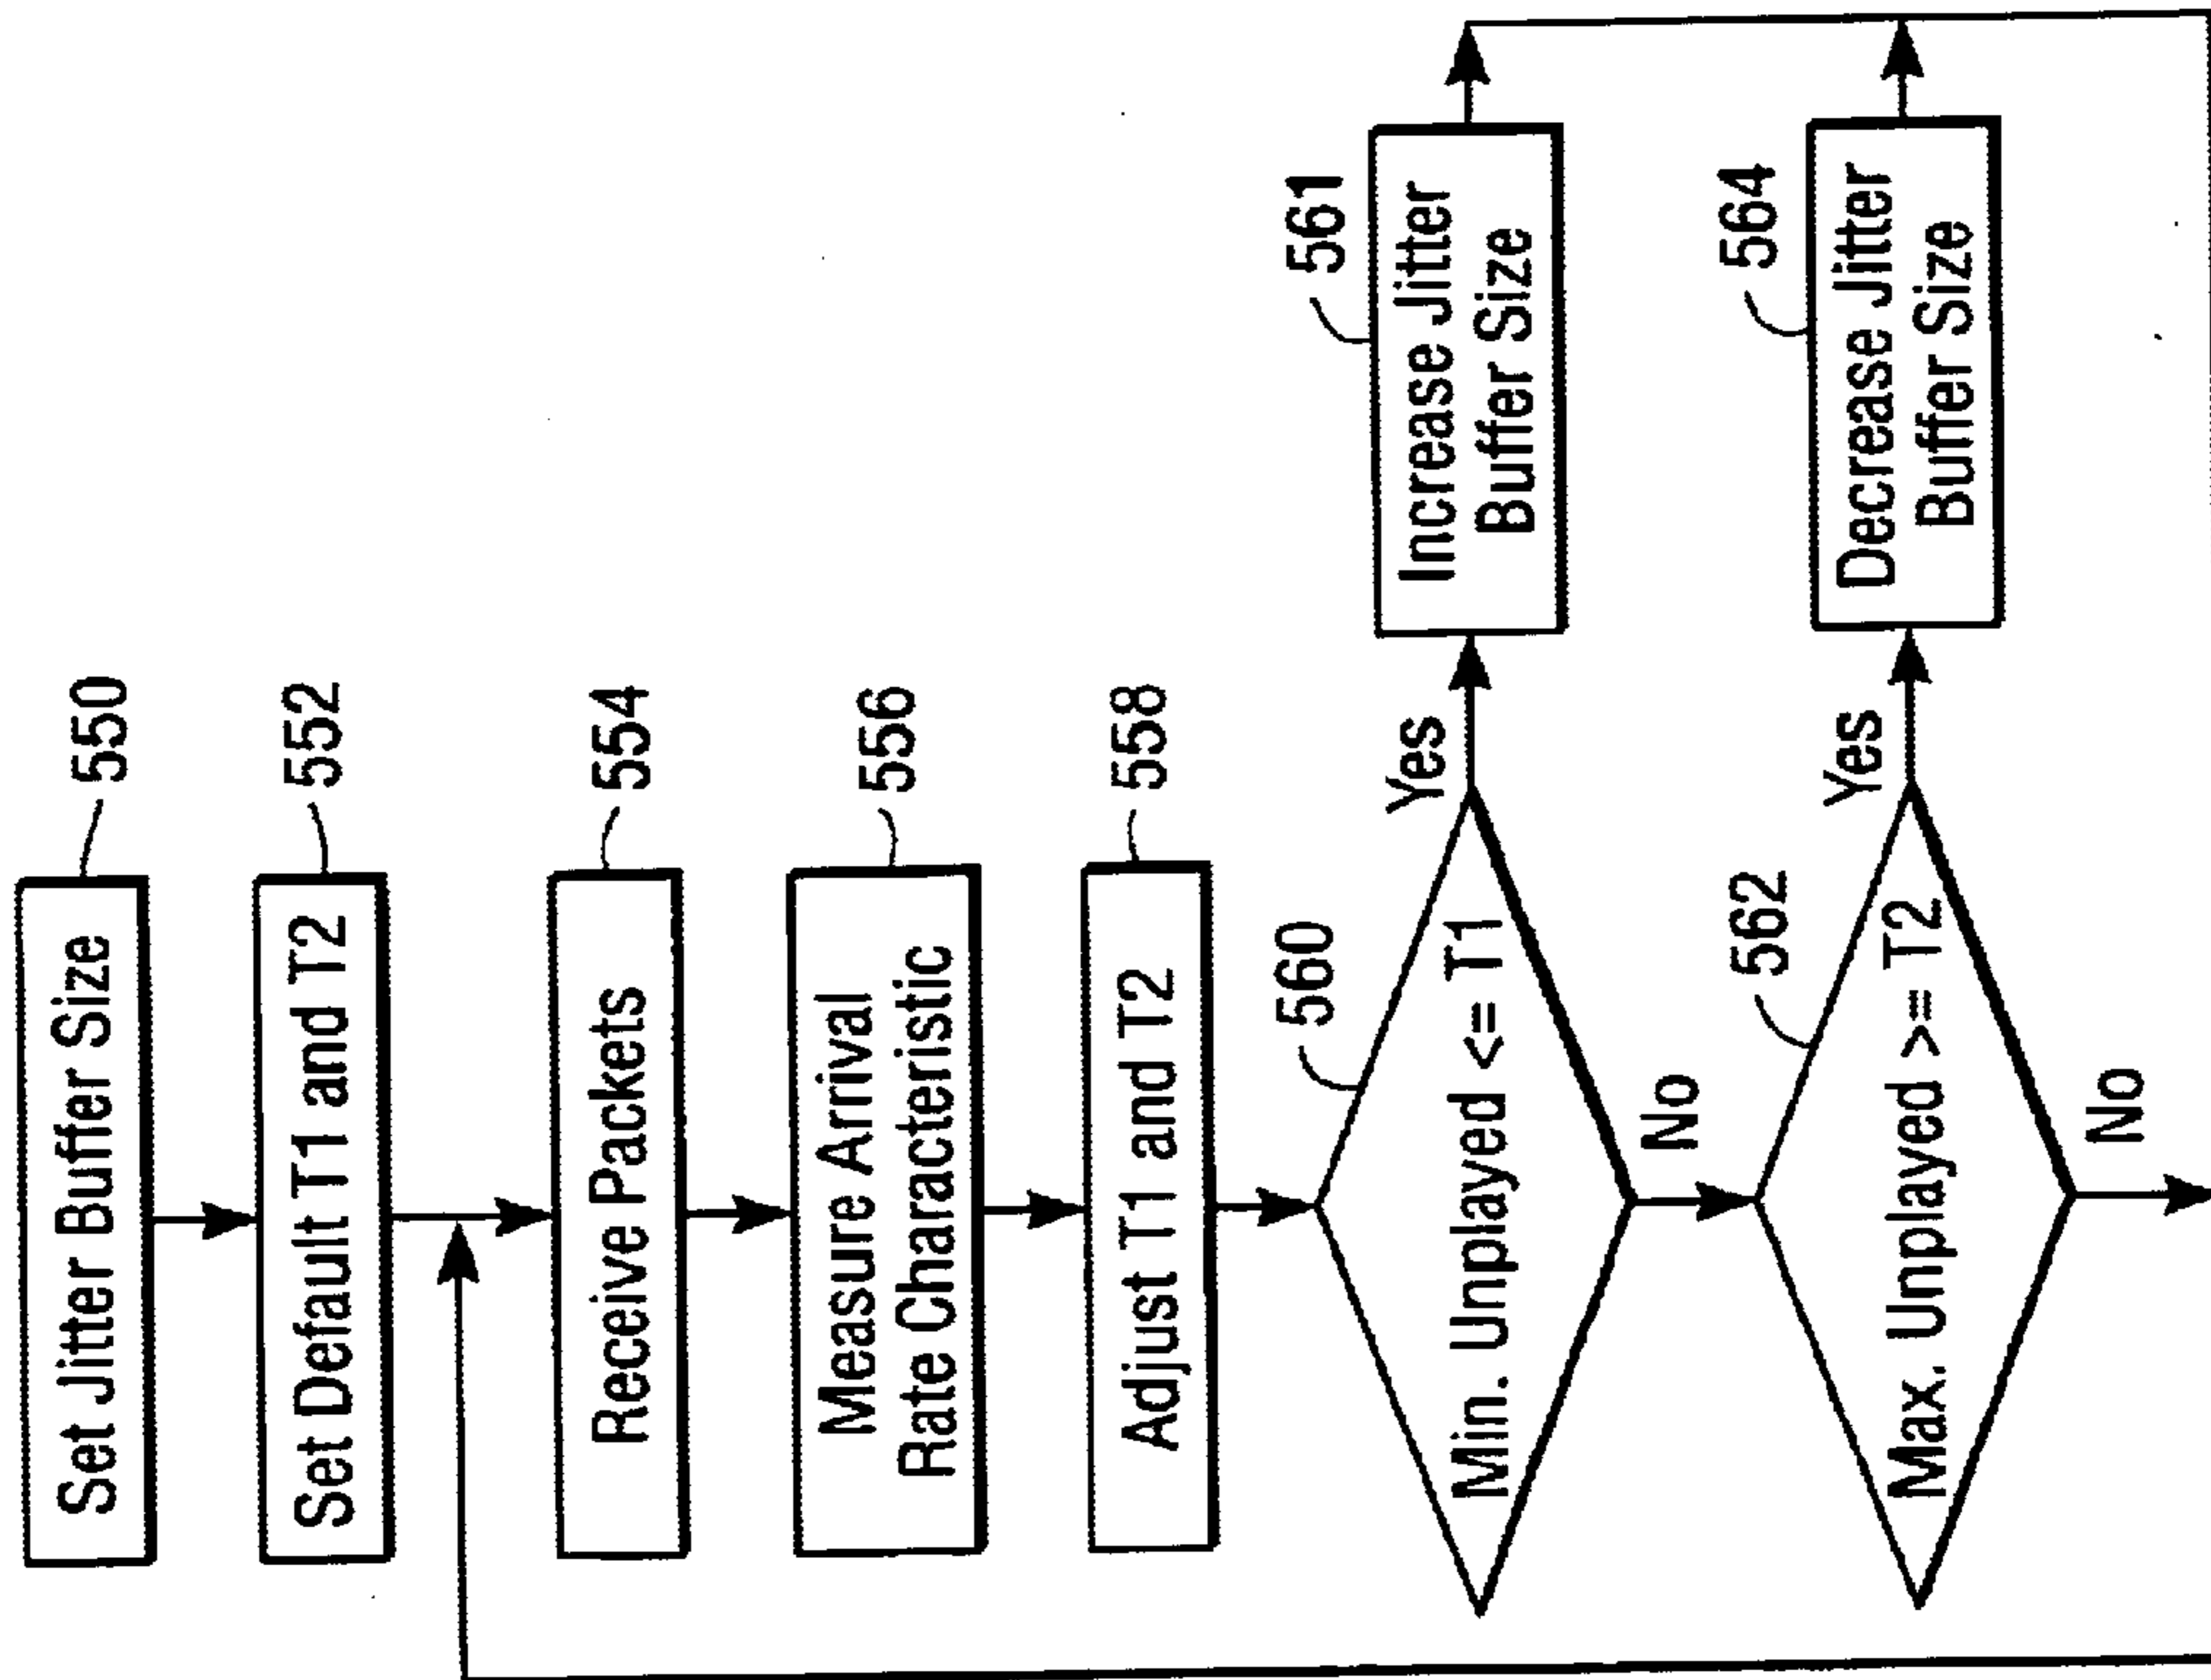 550
Set Jitter Buffer Size
552
Set Default T1 and T2
554
Receive Packets
556
Measure Arrival
Rate Characteristic
558
Adjust T1 and T2
560
Min. Unplayed <= T1
Yes
561
Increase Jitter
Buffer Size
No
562
Max. Unplayed >= T2
Yes
564
Decrease Jitter
Buffer Size
No